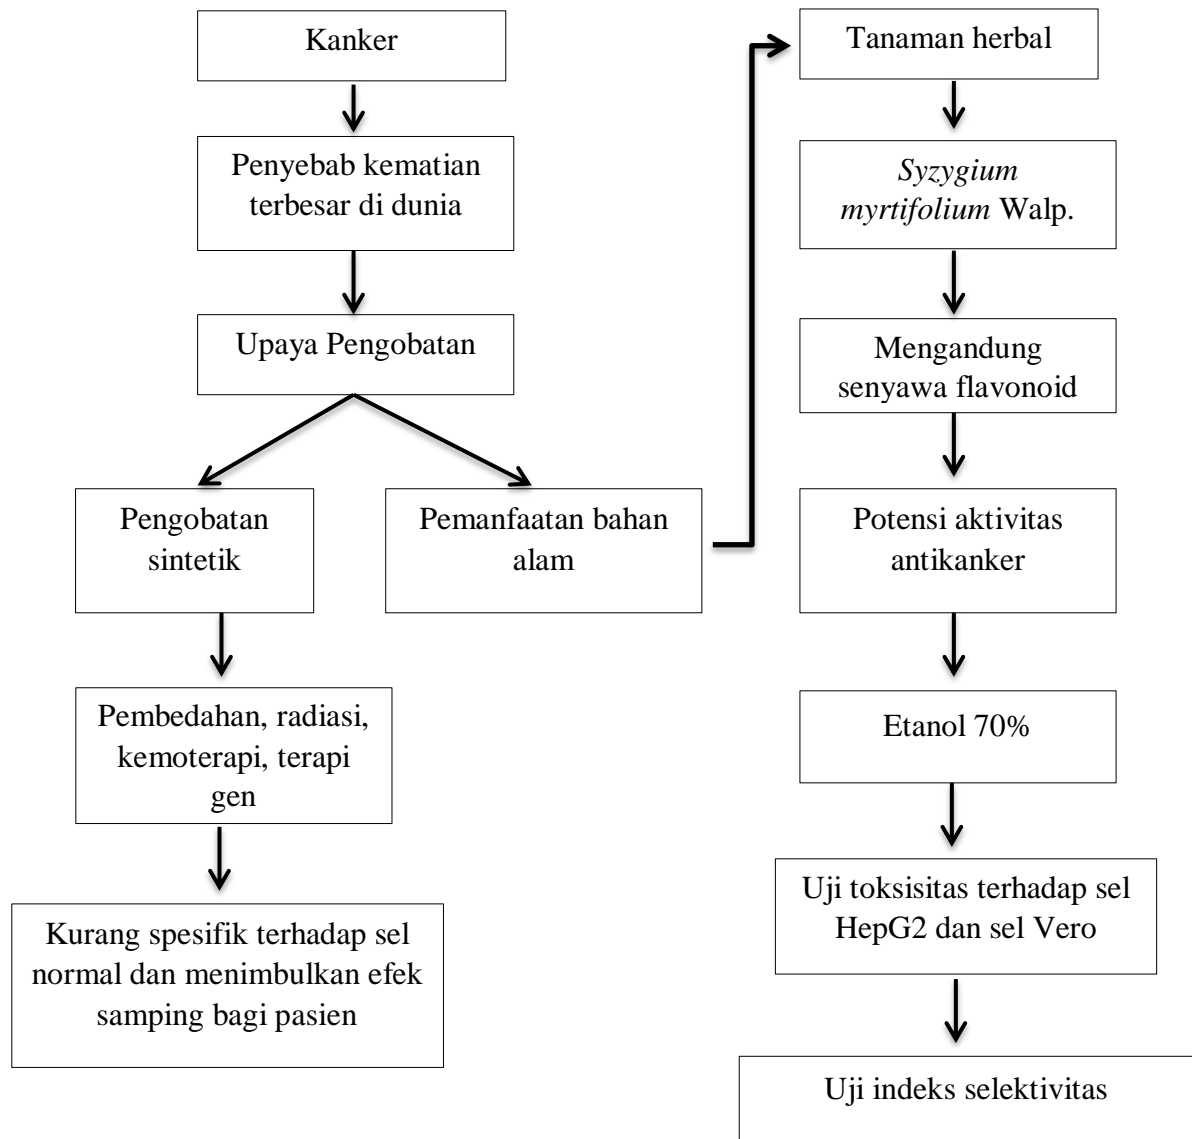 Kanker
Penyebab kematian
terbesar di dunia
Upaya Pengobatan
Pengobatan
sintetik
Pemanfaatan bahan
alam
Pembedahan, radiasi,
kemoterapi, terapi
gen
Kurang spesifik terhadap sel
normal dan menimbulkan efek
samping bagi pasien
Tanaman herbal
Syzygium
myrtifolium Walp.
Mengandung
senyawa flavonoid
Potensi aktivitas
antikanker
Etanol 70%
Uji toksisitas terhadap sel
HepG2 dan sel Vero
Uji indeks selektivitas